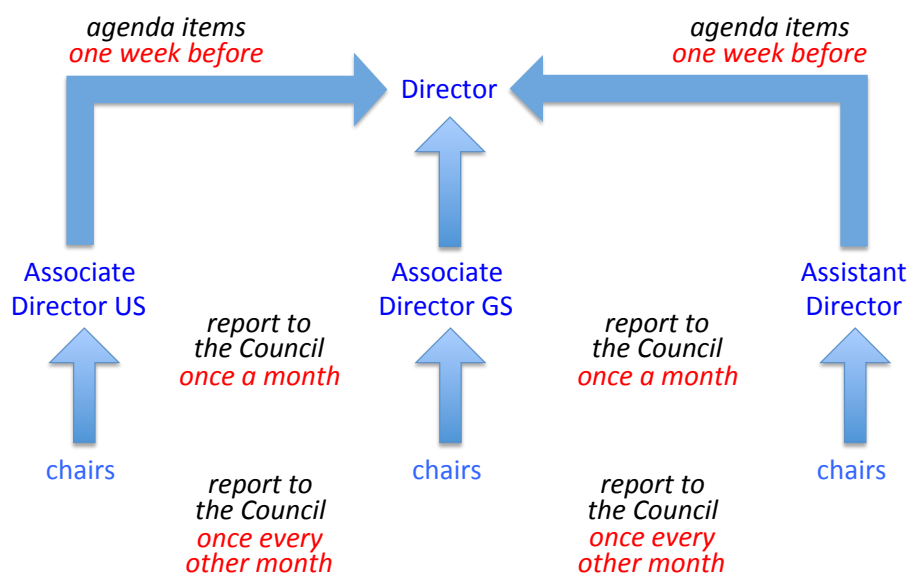 agenda items
one week before
agenda items
one week before
Director
Associate
Director US
Associate
Director GS
Assistant
Director
report to
the Council
once a month
report to
the Council
once a month
chairs
chairs
chairs
report to
the Council
once every
other month
report to
the Council
once every
other month